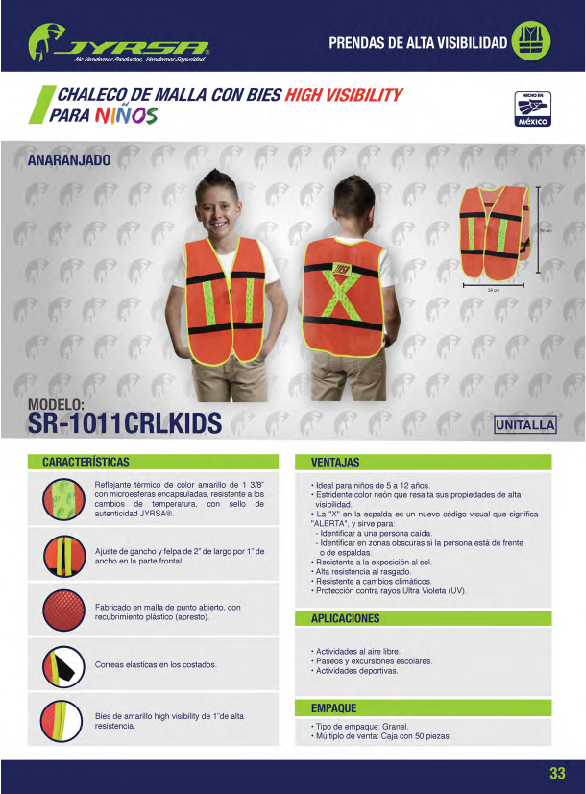 JYRSA®
No Vendemos Productos, Vendemos Seguridad
PRENDAS DE ALTA VISIBILIDAD
CHALECO DE MALLA CON BIES HIGH VISIBILITY
PARA NIÑOS
HECHO EN
MÉXICO
ANARANJADO
JYRSA
39 cm
MODELO:
SR-1011CRLKIDS
UNITALLA
CARACTERÍSTICAS
Reflejante térmico de color amarillo de 1 3/8"
con microesferas encapsuladas, resistente a los
cambios de temperatura, con sello de
autenticidad JYRSA®.
Ajuste de gancho y felpa de 2" de largo por 1" de
ancho en la parte frontal.
Fabricado en malla de punto abierto, con
recubrimiento plástico (apresto).
Correas elásticas en los costados.
Bies de amarillo high visibility de 1"de alta
resistencia.
VENTAJAS
• Ideal para niños de 5 a 12 años.
• Estridente color neón que resalta sus propiedades de alta
visibilidad.
• La "X" en la espalda es un nuevo código visual que significa
"ALERTA", y sirve para:
- Identificar a una persona caída.
- Identificar en zonas obscuras si la persona está de frente
o de espaldas.
• Resistente a la exposición al sol.
• Alta resistencia al rasgado.
• Resistente a cambios climáticos.
• Protección contra rayos Ultra Violeta (UV).
APLICACIONES
• Actividades al aire libre.
• Paseos y excursiones escolares.
• Actividades deportivas.
EMPAQUE
• Tipo de empaque: Granel.
• Múltiplo de venta: Caja con 50 piezas
33